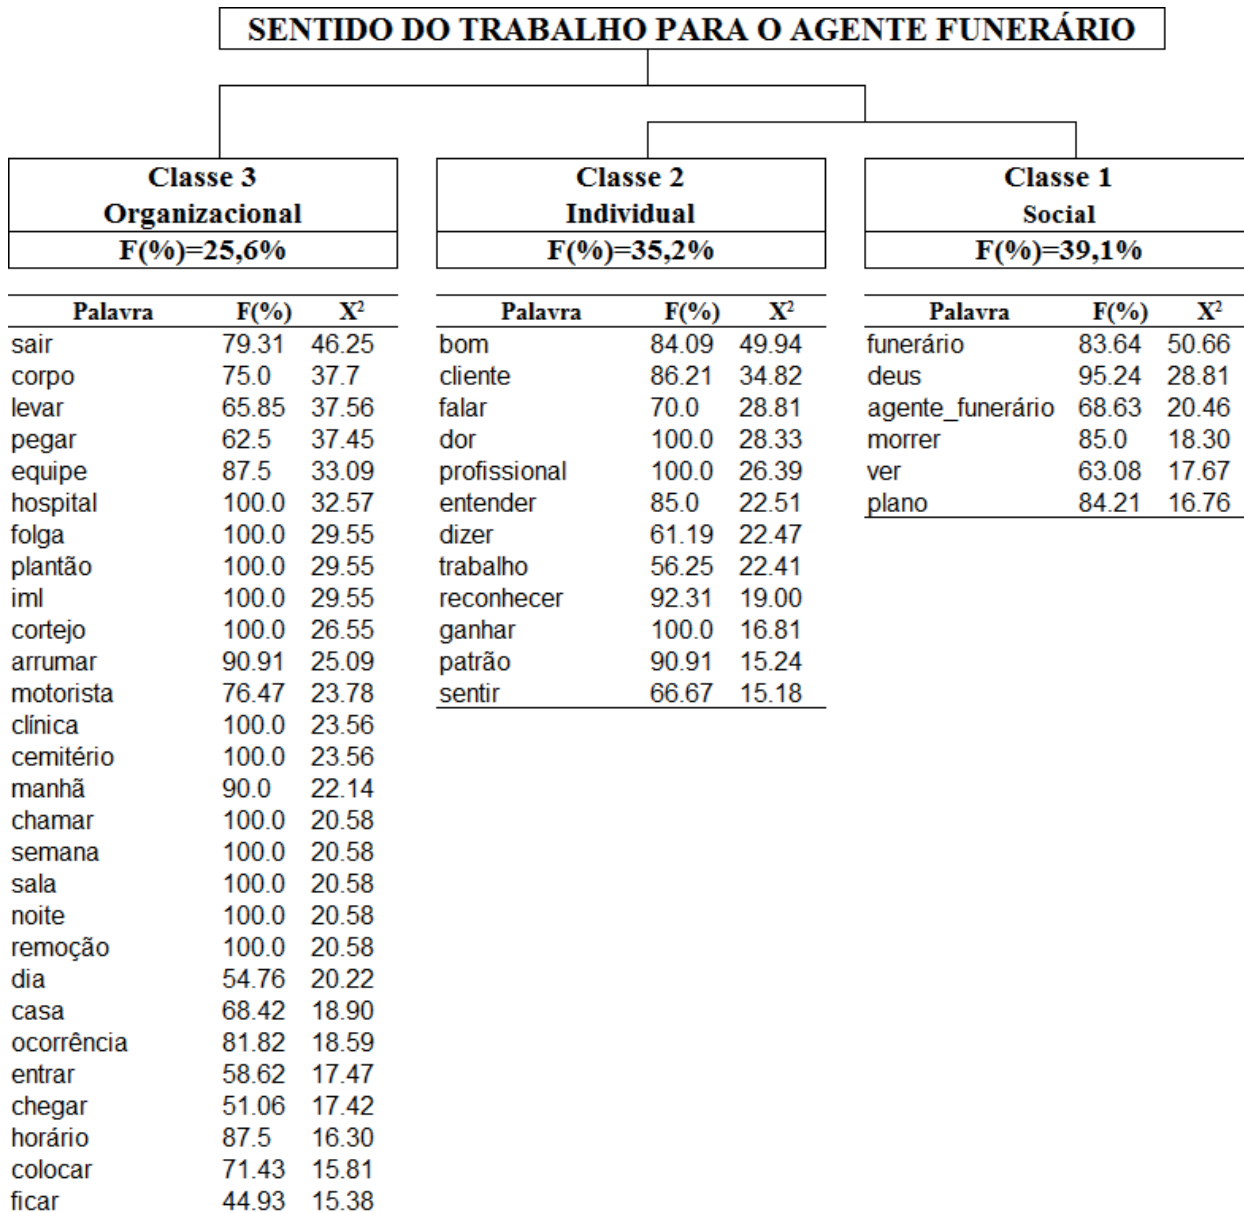 SENTIDO DO TRABALHO PARA O AGENTE FUNERÁRIO
Classe 3
Organizacional
F(%)=25,6%
Palavra F(%) X²
sair 79.31 46.25
corpo 75.0 37.7
levar 65.85 37.56
pegar 62.5 37.45
equipe 87.5 33.09
hospital 100.0 32.57
folga 100.0 29.55
plantão 100.0 29.55
iml 100.0 29.55
cortejo 100.0 26.55
arrumar 90.91 25.09
motorista 76.47 23.78
clínica 100.0 23.56
cemitério 100.0 23.56
manhã 90.0 22.14
chamar 100.0 20.58
semana 100.0 20.58
sala 100.0 20.58
noite 100.0 20.58
remoção 100.0 20.58
dia 54.76 20.22
casa 68.42 18.90
ocorrência 81.82 18.59
entrar 58.62 17.47
chegar 51.06 17.42
horário 87.5 16.30
colocar 71.43 15.81
ficar 44.93 15.38
Classe 2
Individual
F(%)=35,2%
Palavra F(%) X²
bom 84.09 49.94
cliente 86.21 34.82
falar 70.0 28.81
dor 100.0 28.33
profissional 100.0 26.39
entender 85.0 22.51
dizer 61.19 22.47
trabalho 56.25 22.41
reconhecer 92.31 19.00
ganhar 100.0 16.81
patrão 90.91 15.24
sentir 66.67 15.18
Classe 1
Social
F(%)=39,1%
Palavra F(%) X²
funerário 83.64 50.66
deus 95.24 28.81
agente_funerário 68.63 20.46
morrer 85.0 18.30
ver 63.08 17.67
plano 84.21 16.76